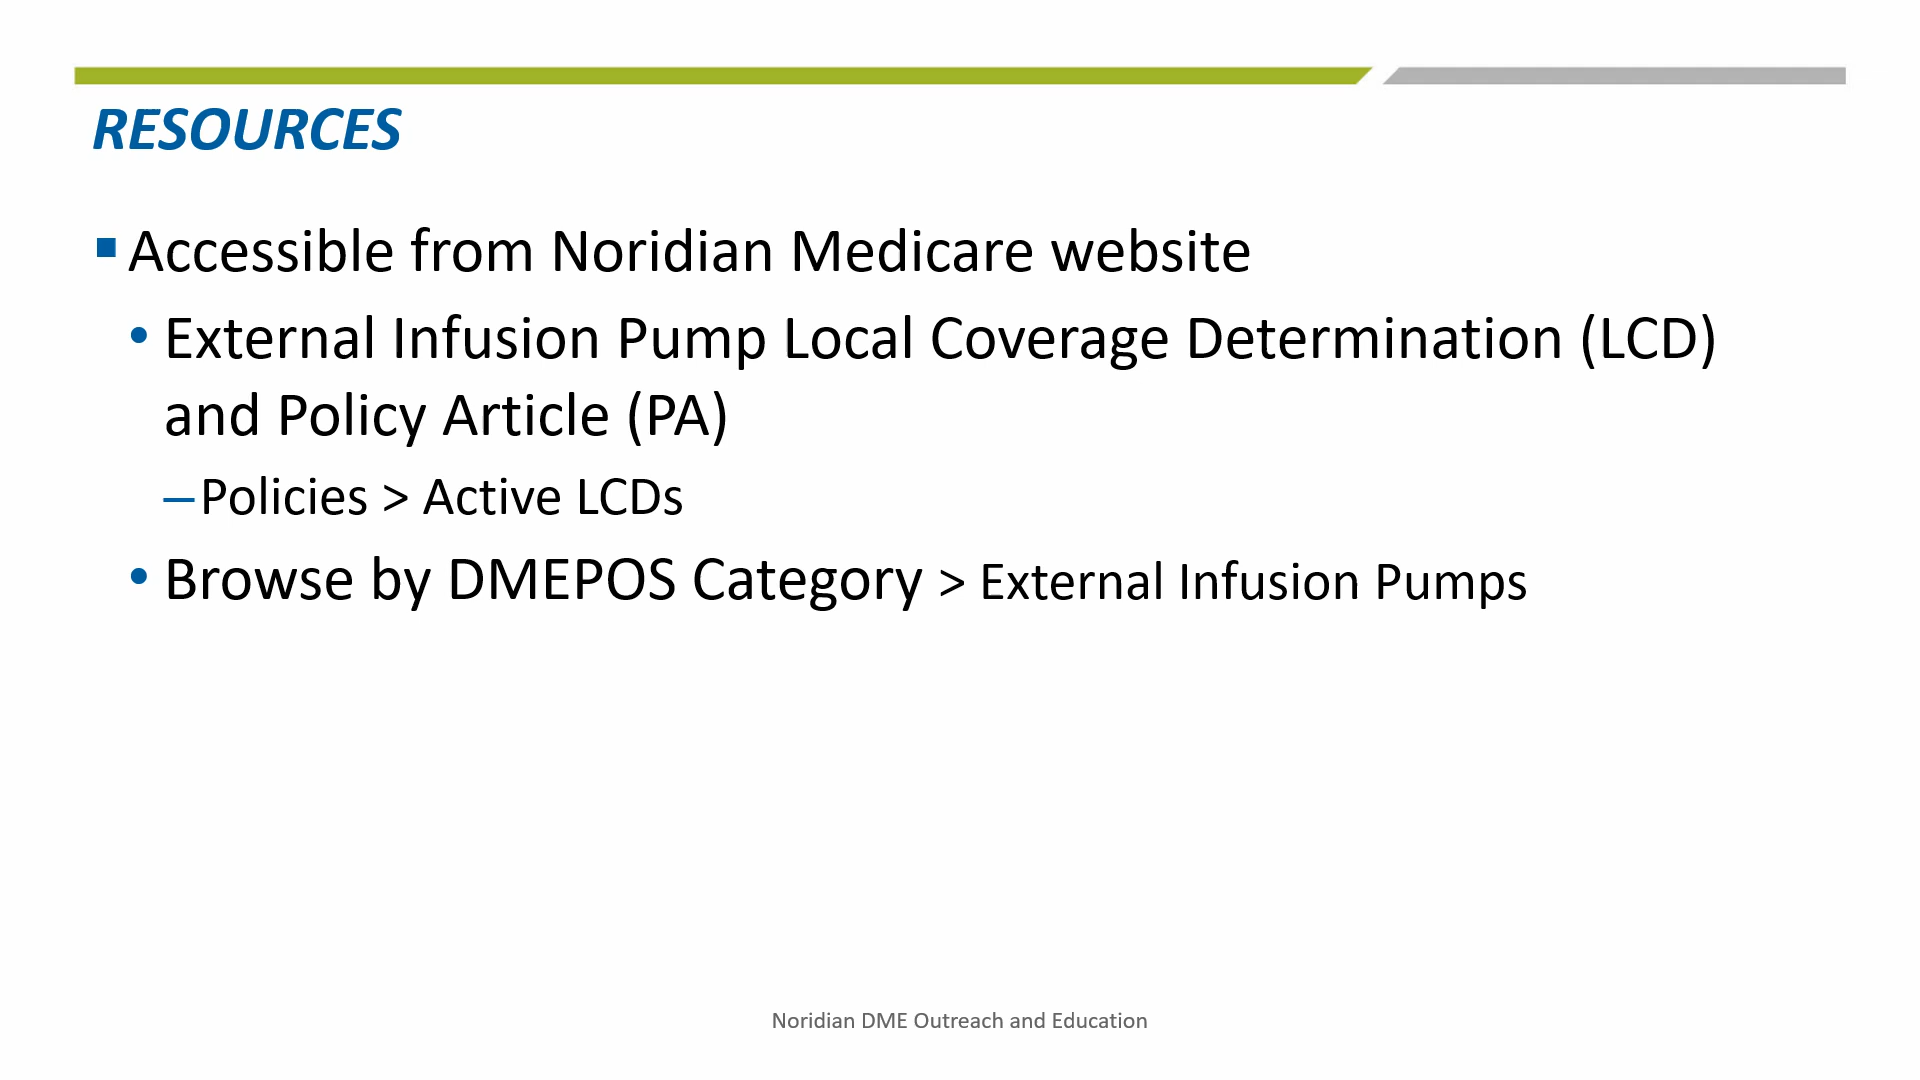 RESOURCES
Accessible from Noridian Medicare website
External Infusion Pump Local Coverage Determination (LCD)
and Policy Article (PA)
–Policies > Active LCDs
Browse by DMEPOS Category > External Infusion Pumps
Noridian DME Outreach and Education